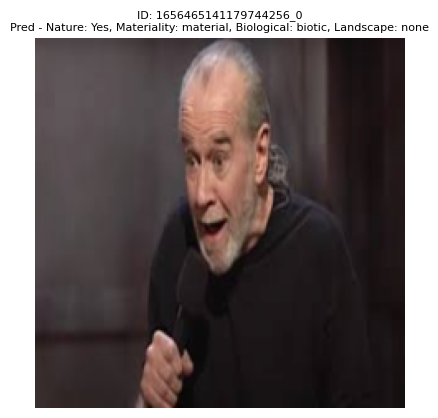 ID: 1656465141179744256_0
Pred - Nature: Yes, Materiality: material, Biological: biotic, Landscape: none